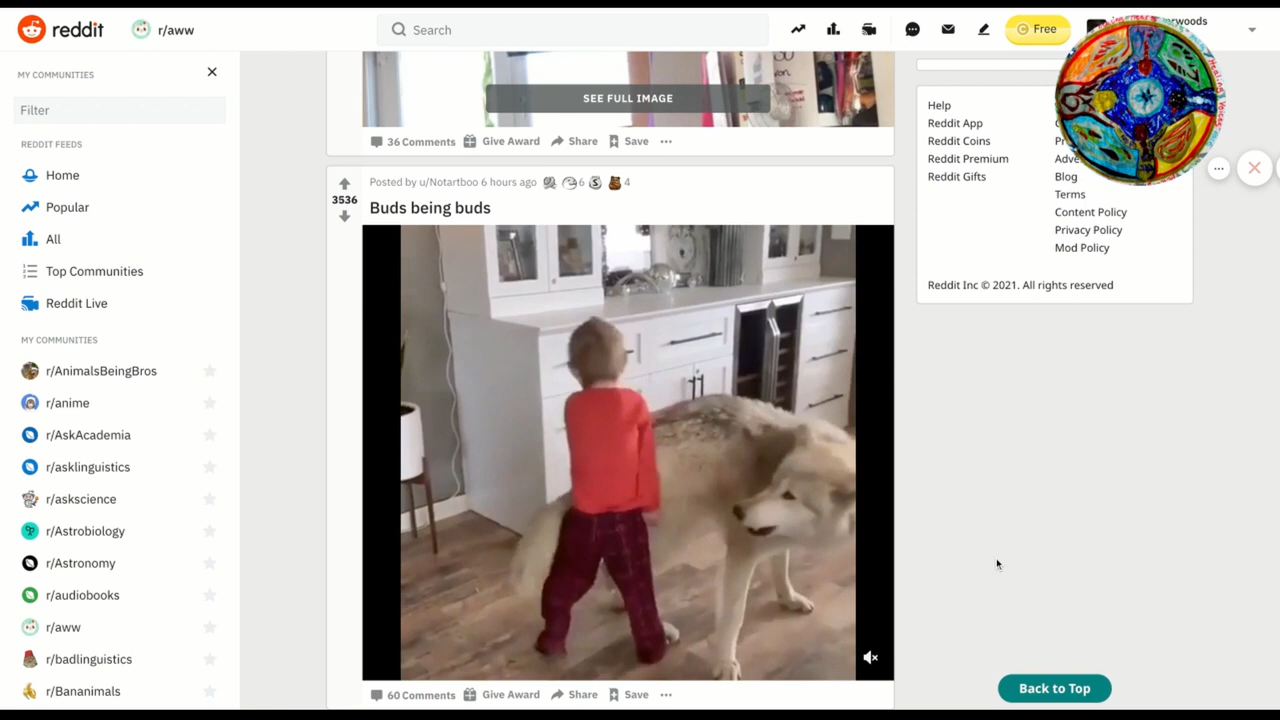 reddit
r/aww
Search
Free
woods
MY COMMUNITIES
Filter
REDDIT FEEDS
Home
Popular
All
Top Communities
Reddit Live
MY COMMUNITIES
r/AnimalsBeingBros
r/anime
r/AskAcademia
r/asklinguistics
r/askscience
r/Astrobiology
r/Astronomy
r/audiobooks
r/aww
r/badlinguistics
r/Bananimals
SEE FULL IMAGE
36 Comments Give Award Share Save
3536
Posted by u/Notartboo 6 hours ago 6 4
Buds being buds
60 Comments Give Award Share Save
Help
Reddit App
Reddit Coins
Reddit Premium
Reddit Gifts
Adve
Blog
Terms
Content Policy
Privacy Policy
Mod Policy
Reddit Inc © 2021. All rights reserved
Back to Top